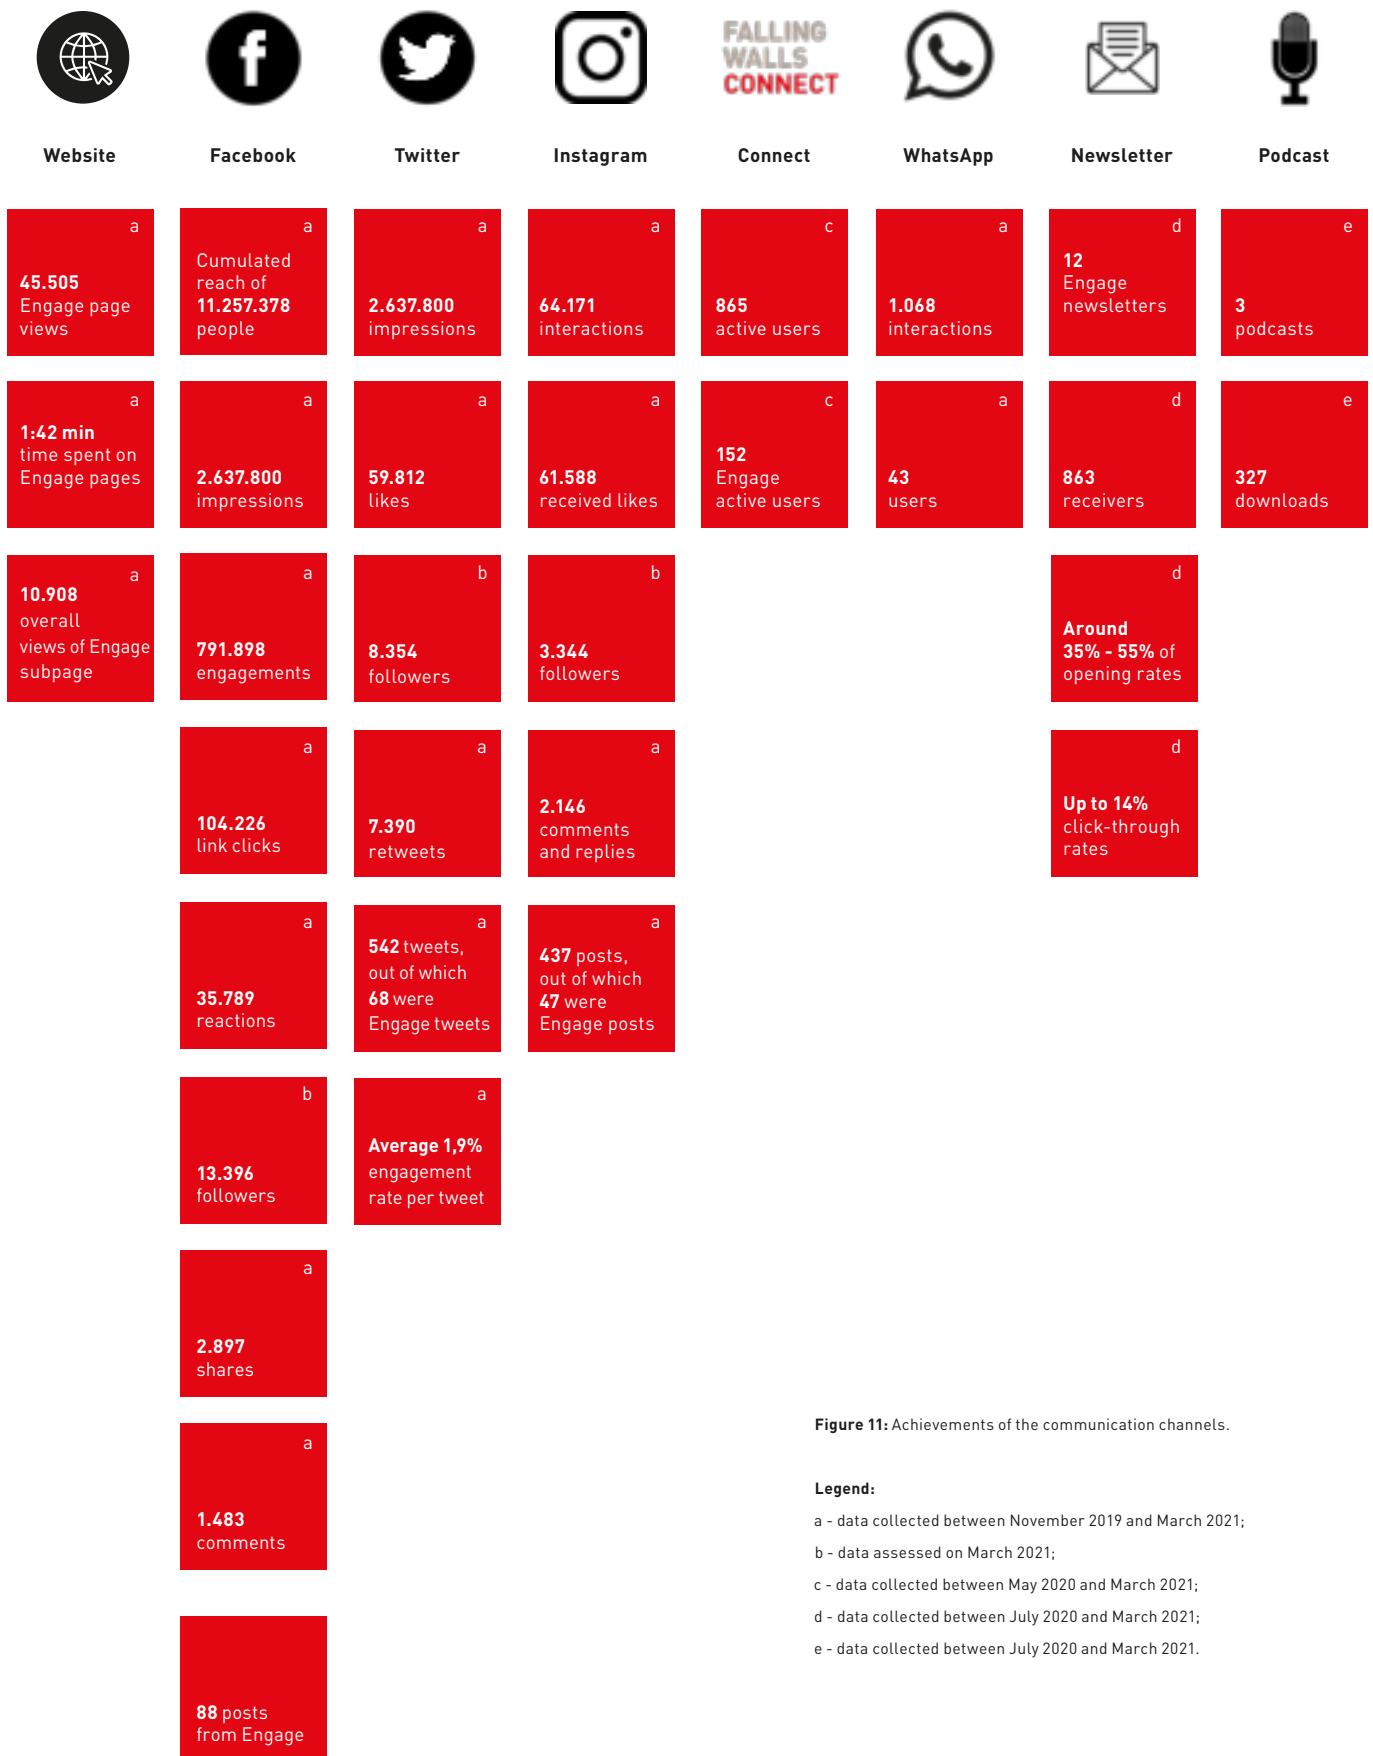 FALLING
WALLS
CONNECT
Website
Facebook
Twitter
Instagram
Connect
WhatsApp
Newsletter
Podcast
a
45.505
Engage page
views
a
1:42 min
time spent on
Engage pages
a
10.908
overall
views of Engage
subpage
a
Cumulated
reach of
11.257.378
people
a
2.637.800
impressions
a
791.898
engagements
a
104.226
link clicks
a
35.789
reactions
b
13.396
followers
a
2.897
shares
a
1.483
comments
88 posts
from Engage
a
2.637.800
impressions
a
59.812
likes
b
8.354
followers
a
7.390
retweets
a
542 tweets,
out of which
68 were
Engage tweets
a
Average 1,9%
engagement
rate per tweet
a
64.171
interactions
a
61.588
received likes
b
3.344
followers
a
2.146
comments
and replies
a
437 posts,
out of which
47 were
Engage posts
c
865
active users
c
152
Engage
active users
a
1.068
interactions
a
43
users
d
12
Engage
newsletters
d
863
receivers
d
Around
35% - 55% of
opening rates
d
Up to 14%
click-through
rates
e
3
podcasts
e
327
downloads
Figure 11: Achievements of the communication channels.
Legend:
a - data collected between November 2019 and March 2021;
b - data assessed on March 2021;
c - data collected between May 2020 and March 2021;
d - data collected between July 2020 and March 2021;
e - data collected between July 2020 and March 2021.